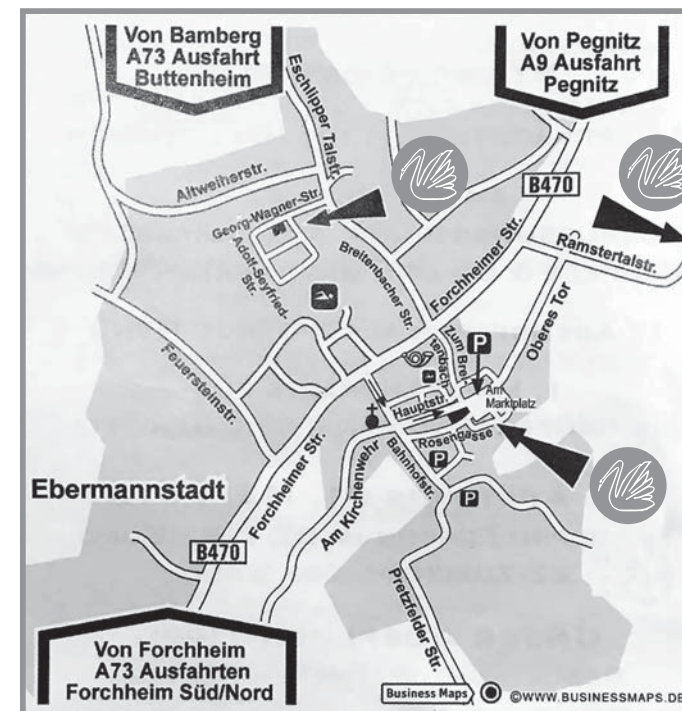 Von Bamberg
A73 Ausfahrt
Buttenheim
Von Pegnitz
A9 Ausfahrt
Pegnitz
Eschlipper Talstr.
B470
Altweiherstr.
Georg-Wagner-Str.
Adolf-Seyfried-
Str.
Breitenbacher Str.
Forchheimer Str.
Ramstertalstr.
Oberes Tor
Feuersteinstr.
P
Zum Brei
tenbach
Am
Marktplatz
Hauptstr.
Rosengasse
P
Bahnhofstr.
P
Am Kirchenwehr
Ebermannstadt
Forchheimer Str.
B470
Pretzfelder Str.
Von Forchheim
A73 Ausfahrten
Forchheim Süd/Nord
Business Maps
©WWW.BUSINESSMAPS.DE